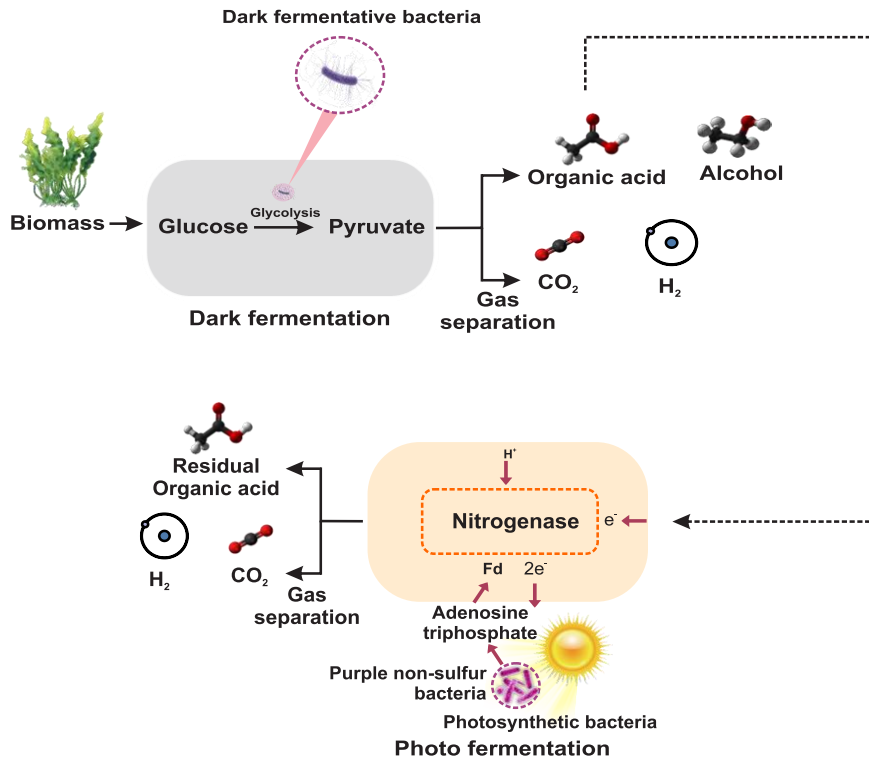 Dark fermentative bacteria
Organic acid
Alcohol
Biomass
Glucose
Glycolysis
Pyruvate
CO₂
H₂
Gas
separation
Dark fermentation
Residual
Organic acid
H₂
CO₂
Gas
separation
H⁺
Nitrogenase
e⁻
Fd
2e⁻
Adenosine
triphosphate
Purple non-sulfur
bacteria
Photosynthetic bacteria
Photo fermentation